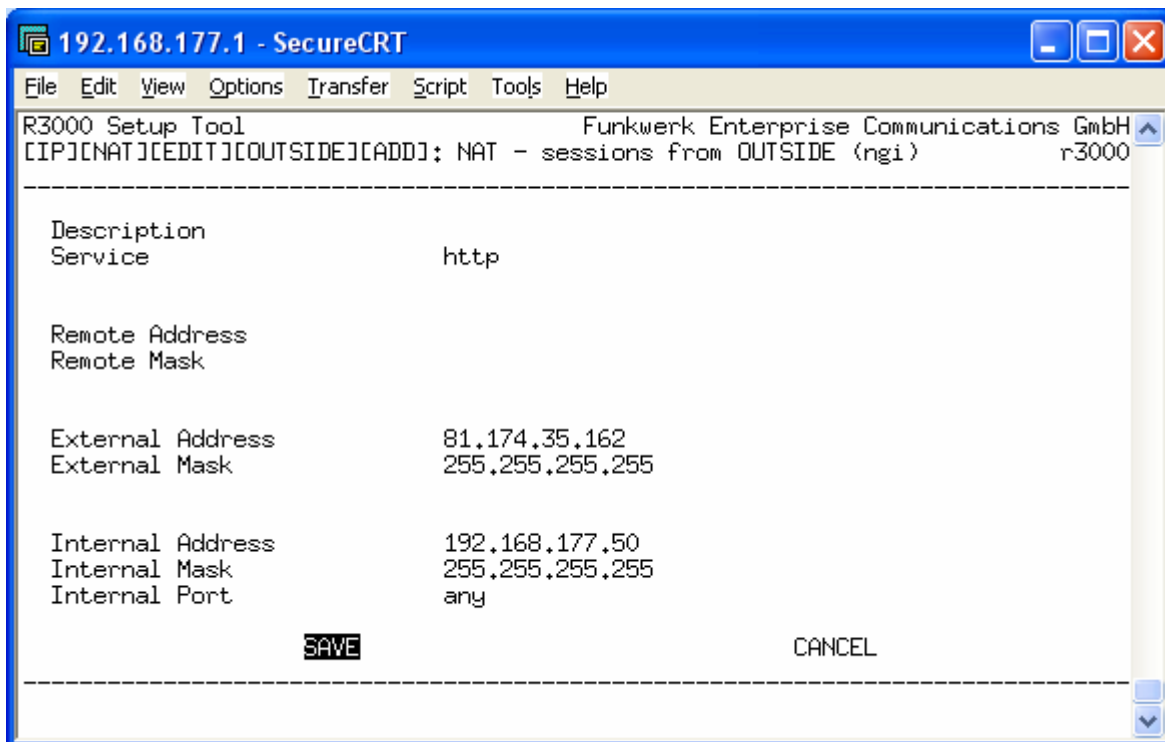 192.168.177.1 - SecureCRT
File Edit View Options Transfer Script Tools Help
R3000 Setup Tool Funkwerk Enterprise Communications GmbH
[IP][NAT][EDIT][OUTSIDE][ADD]: NAT - sessions from OUTSIDE (ngi) r3000
Description
Service http
Remote Address
Remote Mask
External Address 81.174.35.162
External Mask 255.255.255.255
Internal Address 192.168.177.50
Internal Mask 255.255.255.255
Internal Port any
SAVE CANCEL